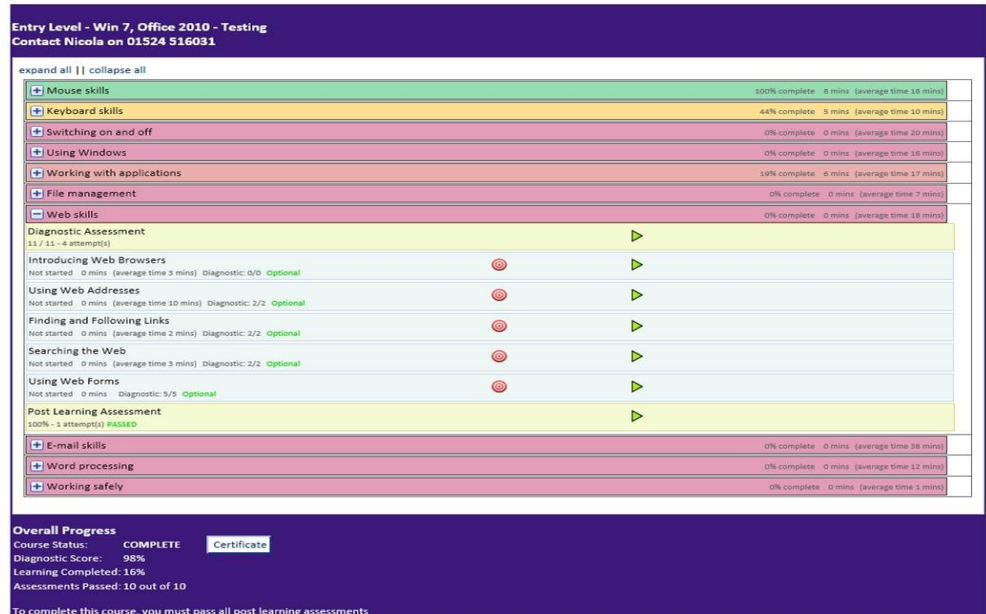 Entry Level - Win 7, Office 2010 - Testing
Contact Nicola on 01524 516031
expand all || collapse all
Mouse skills 100% complete 8 mins (average time 18 mins)
Keyboard skills 44% complete 5 mins (average time 10 mins)
Switching on and off 0% complete 0 mins (average time 20 mins)
Using Windows 0% complete 0 mins (average time 16 mins)
Working with applications 19% complete 6 mins (average time 17 mins)
File management 0% complete 0 mins (average time 7 mins)
Web skills 0% complete 0 mins (average time 18 mins)
Diagnostic Assessment
11 / 11 - 4 attempt(s)
Introducing Web Browsers
Not started 0 mins (average time 3 mins) Diagnostic: 0/0 Optional
Using Web Addresses
Not started 0 mins (average time 10 mins) Diagnostic: 2/2 Optional
Finding and Following Links
Not started 0 mins (average time 2 mins) Diagnostic: 2/2 Optional
Searching the Web
Not started 0 mins (average time 3 mins) Diagnostic: 2/2 Optional
Using Web Forms
Not started 0 mins Diagnostic: 5/5 Optional
Post Learning Assessment
100% - 1 attempt(s) PASSED
E-mail skills 0% complete 0 mins (average time 38 mins)
Word processing 0% complete 0 mins (average time 12 mins)
Working safely 0% complete 0 mins (average time 1 mins)
Overall Progress
Course Status: COMPLETE Certificate
Diagnostic Score: 98%
Learning Completed: 16%
Assessments Passed: 10 out of 10
To complete this course, you must pass all post learning assessments